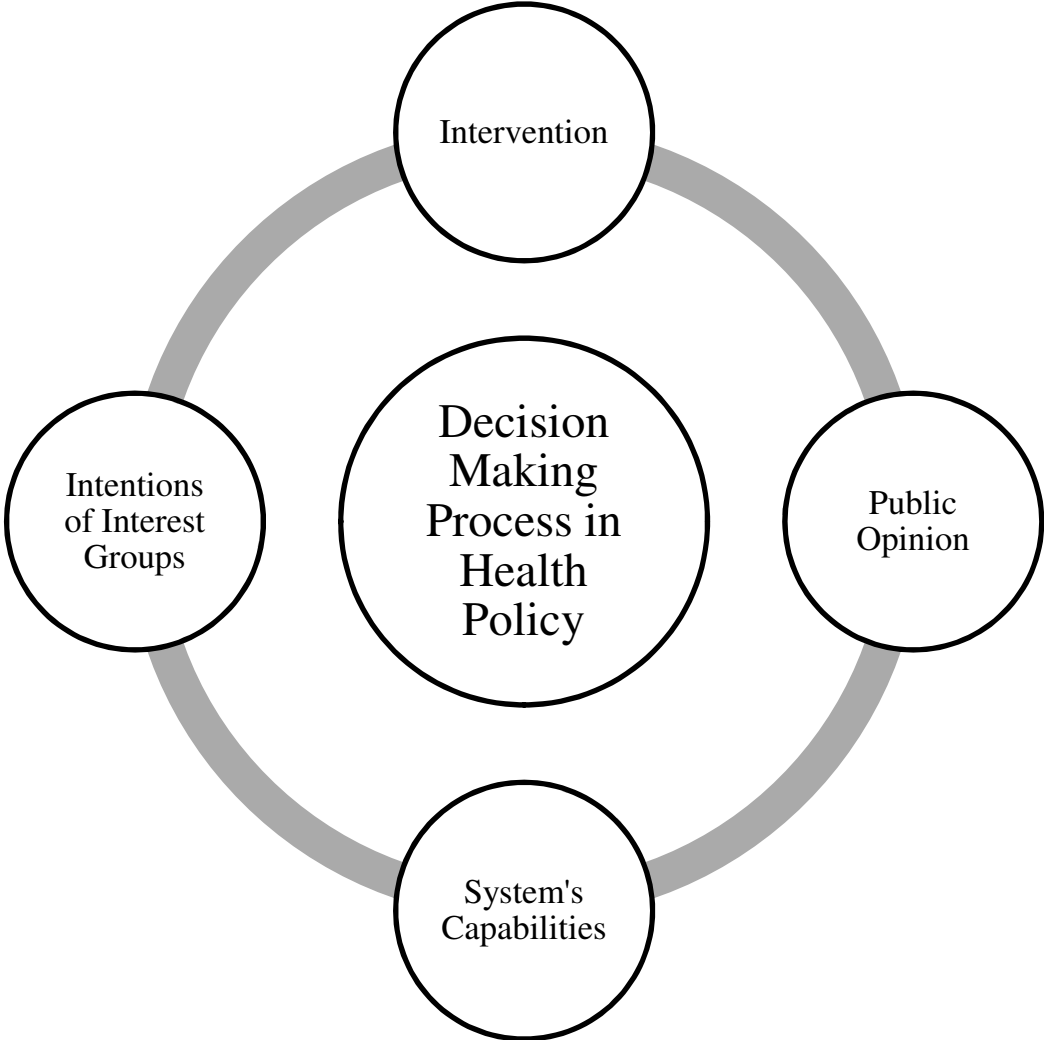 Intervention
Decision
Making
Process in
Health
Policy
Intentions
of Interest
Groups
Public
Opinion
System's
Capabilities